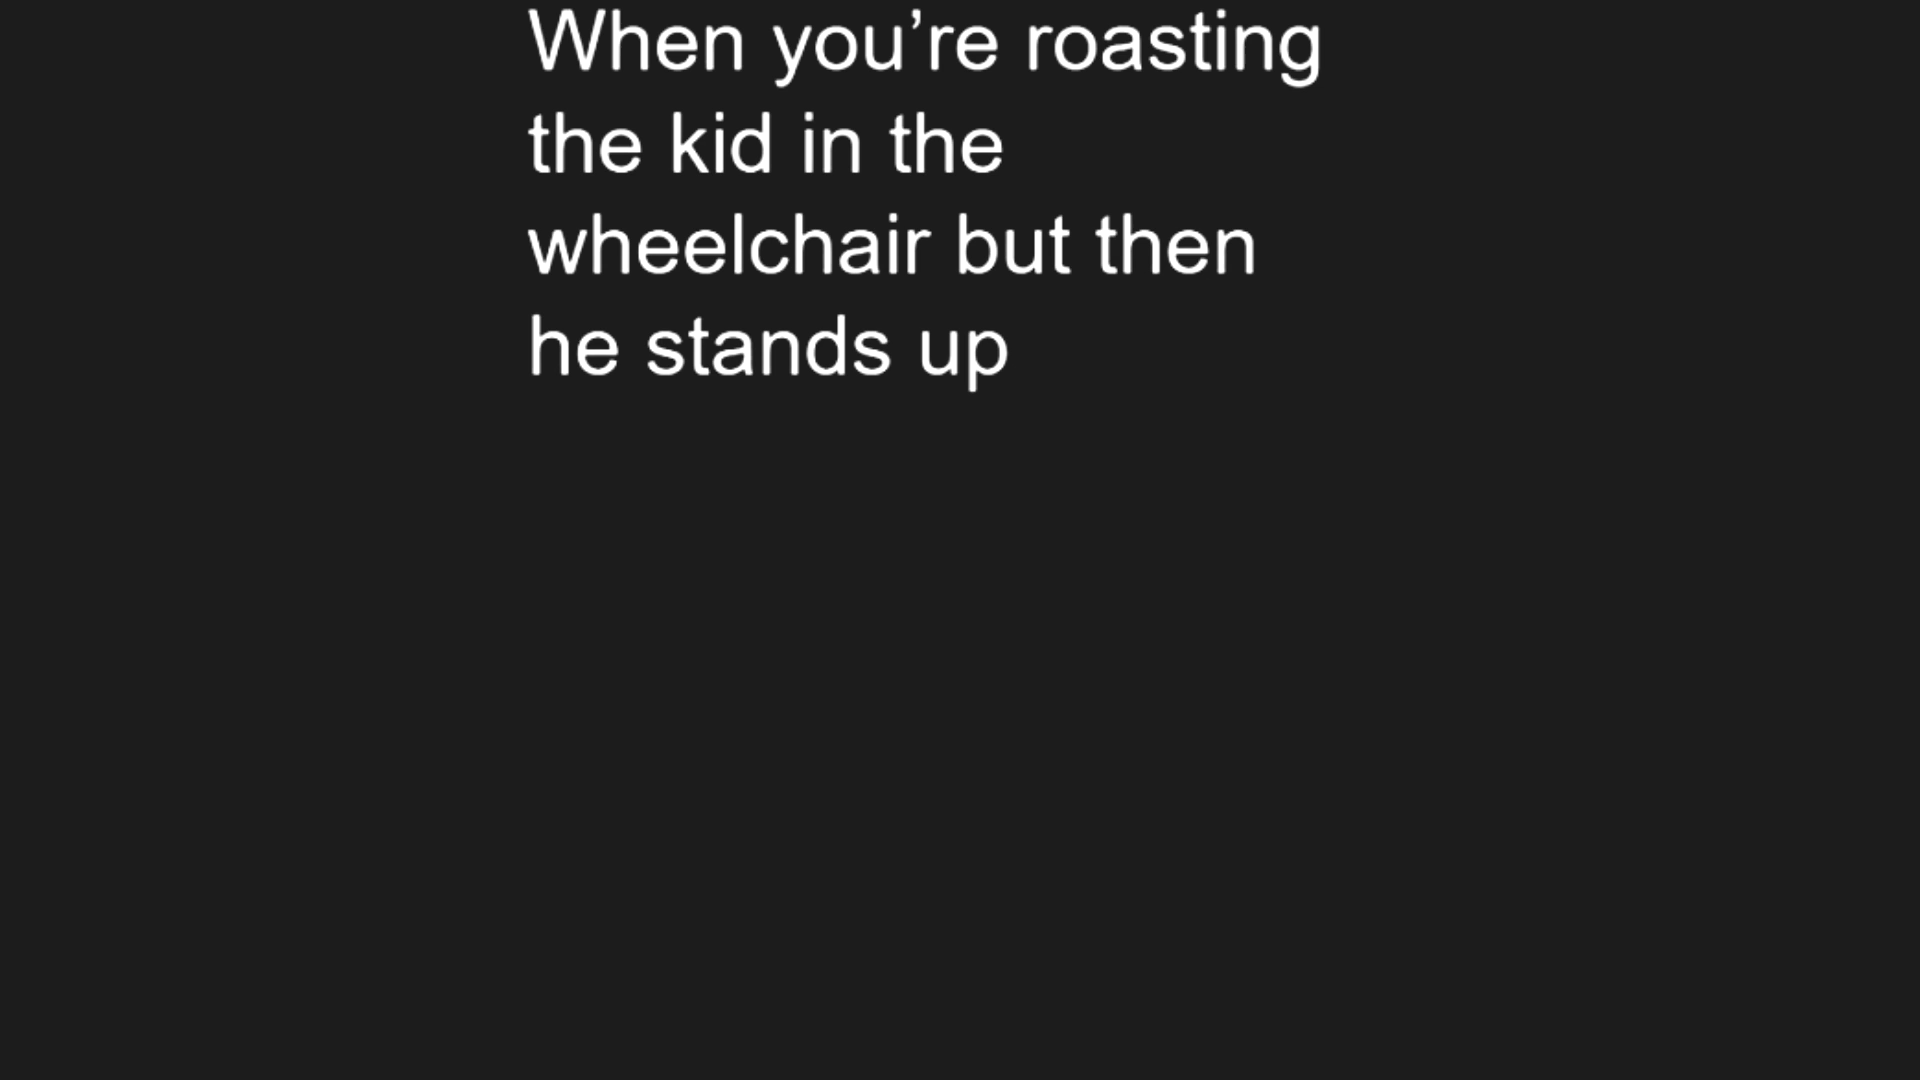 When you’re roasting
the kid in the
wheelchair but then
he stands up